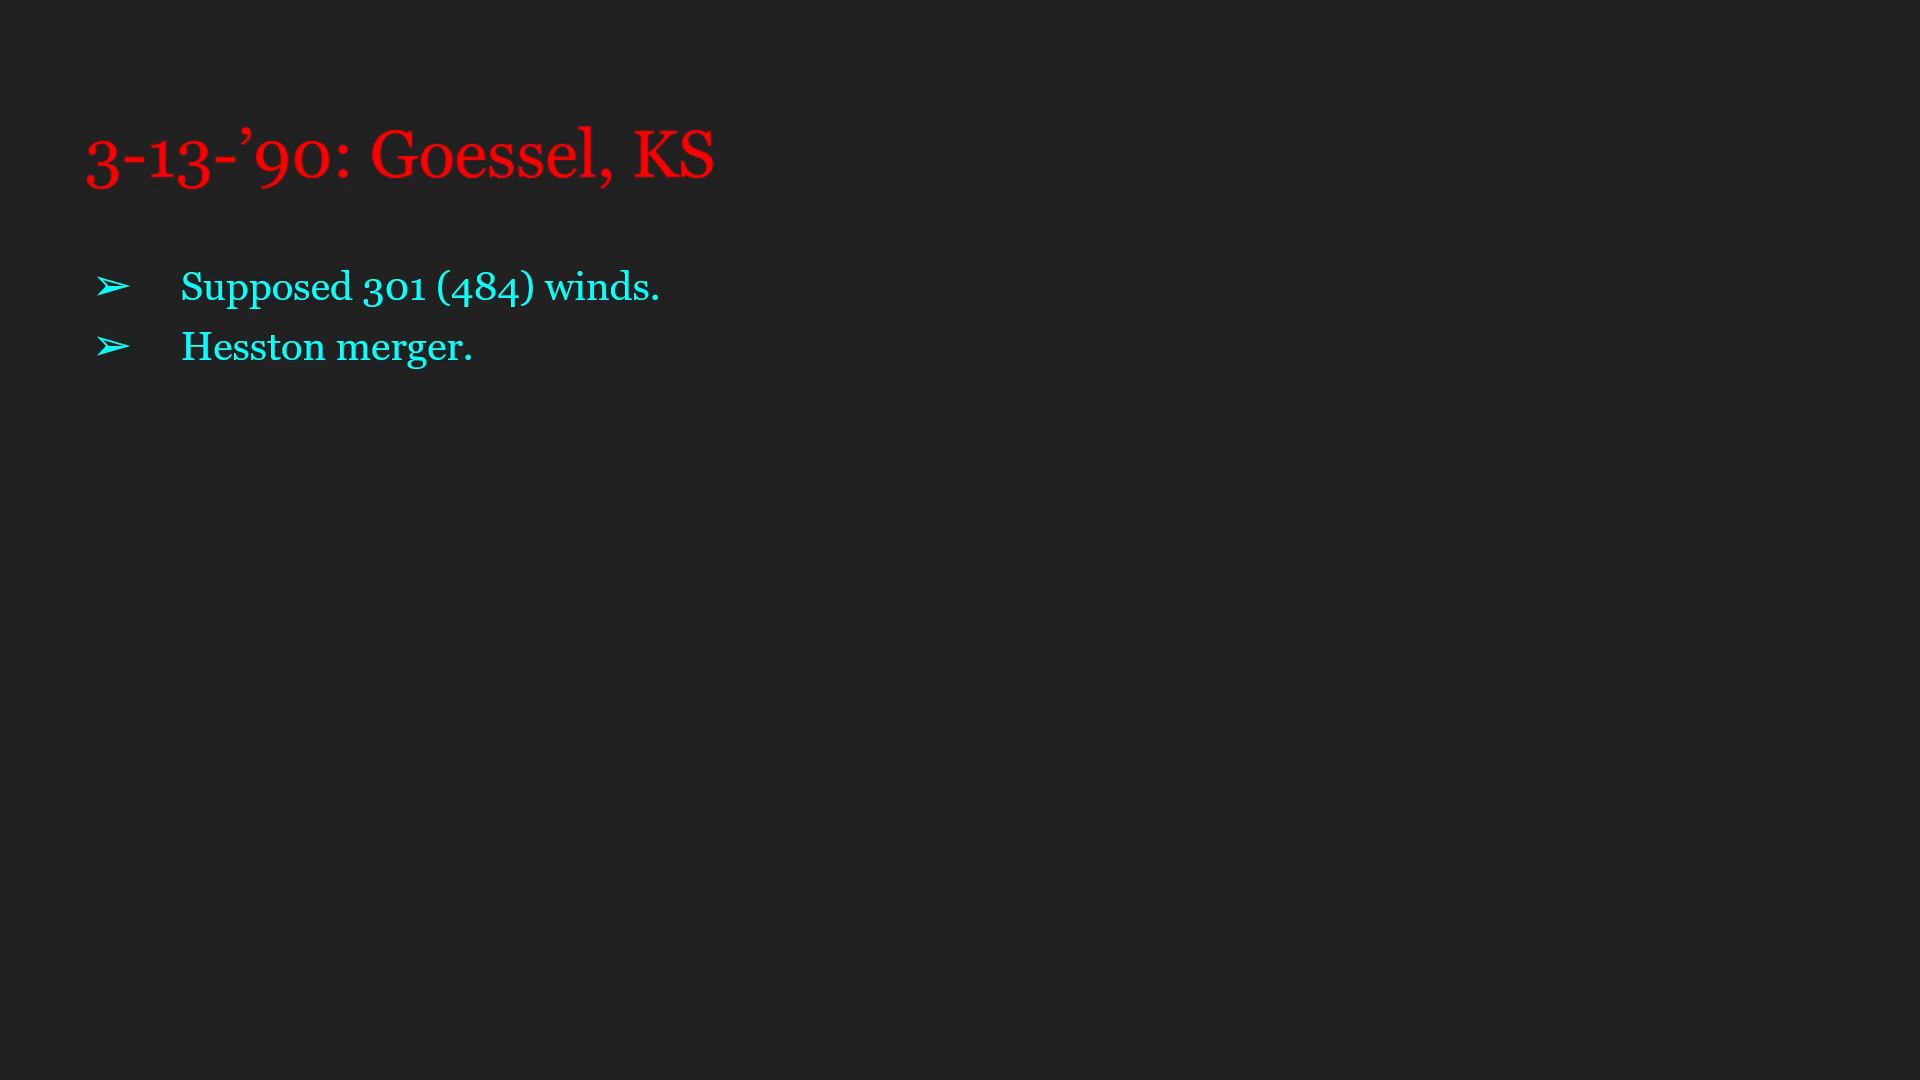 3-13-’90: Goessel, KS
➢ Supposed 301 (484) winds.
➢ Hesston merger.